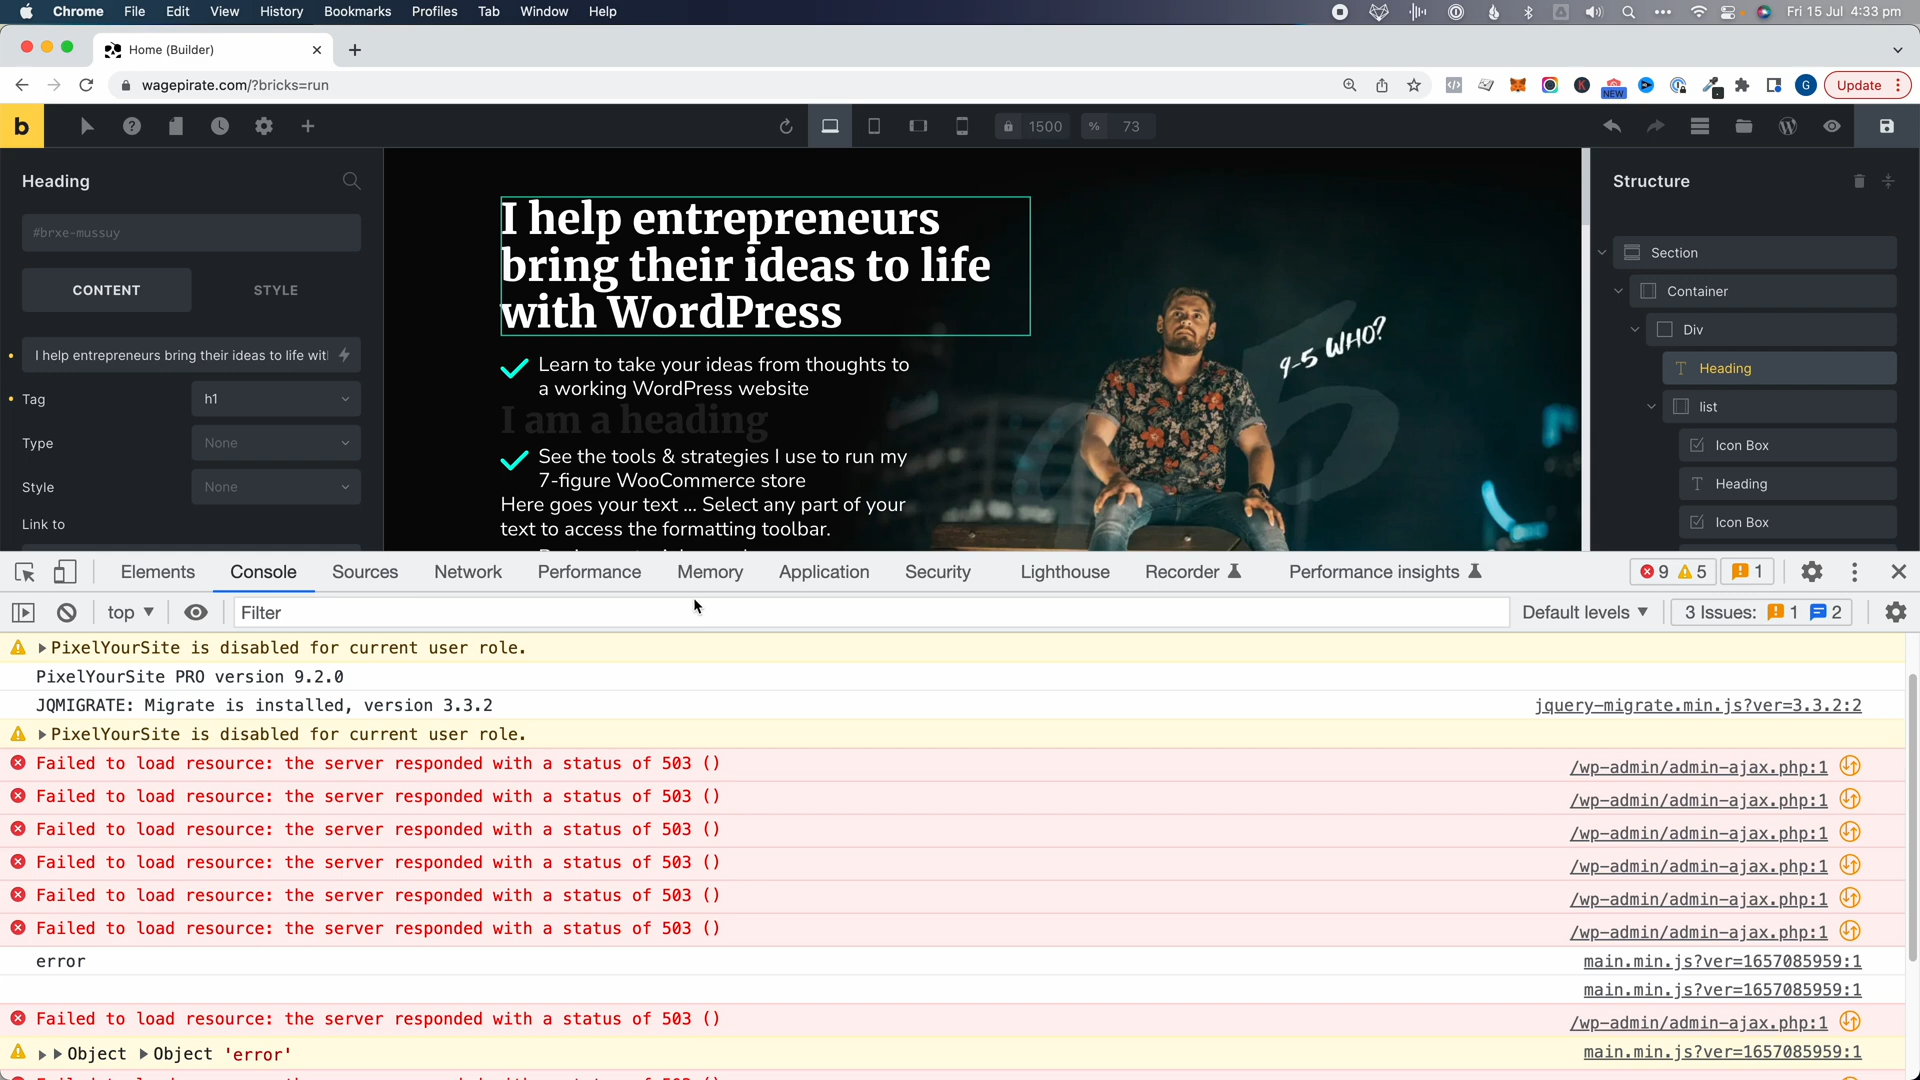 Chrome File Edit View History Bookmarks Profiles Tab Window Help
Fri 15 Jul 4:33 pm
Home (Builder)
wagepirate.com/?bricks=run
NEW
G
Update
b
1500
%
73
Heading
#brxe-mussuy
CONTENT
STYLE
I help entrepreneurs bring their ideas to life wit
Tag
h1
Type
None
Style
None
Link to
I help entrepreneurs
bring their ideas to life
with WordPress
Learn to take your ideas from thoughts to
a working WordPress website
I am a heading
See the tools & strategies I use to run my
7-figure WooCommerce store
Here goes your text ... Select any part of your
text to access the formatting toolbar.
9-5 WHO?
Structure
Section
Container
Div
Heading
list
Icon Box
Heading
Icon Box
Elements Console Sources Network Performance Memory Application Security Lighthouse Recorder Performance insights
9 5 1
top
Filter
Default levels
3 Issues: 1 2
PixelYourSite is disabled for current user role.
PixelYourSite PRO version 9.2.0
JQMIGRATE: Migrate is installed, version 3.3.2 jquery-migrate.min.js?ver=3.3.2:2
PixelYourSite is disabled for current user role.
Failed to load resource: the server responded with a status of 503 () /wp-admin/admin-ajax.php:1
Failed to load resource: the server responded with a status of 503 () /wp-admin/admin-ajax.php:1
Failed to load resource: the server responded with a status of 503 () /wp-admin/admin-ajax.php:1
Failed to load resource: the server responded with a status of 503 () /wp-admin/admin-ajax.php:1
Failed to load resource: the server responded with a status of 503 () /wp-admin/admin-ajax.php:1
Failed to load resource: the server responded with a status of 503 () /wp-admin/admin-ajax.php:1
error main.min.js?ver=1657085959:1
main.min.js?ver=1657085959:1
Failed to load resource: the server responded with a status of 503 () /wp-admin/admin-ajax.php:1
Object Object 'error' main.min.js?ver=1657085959:1